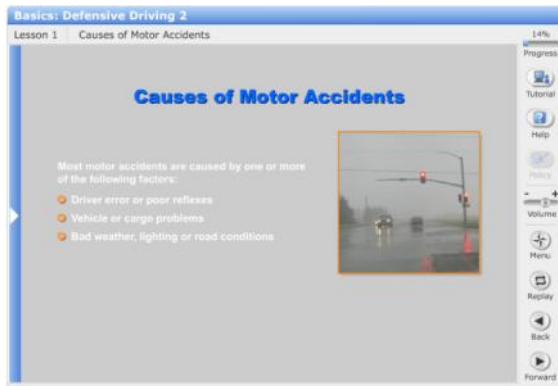 Basics: Defensive Driving 2
Lesson 1 Causes of Motor Accidents
14%
Progress
Causes of Motor Accidents
Most motor accidents are caused by one or more
of the following factors:
Driver error or poor reflexes
Vehicle or cargo problems
Bad weather, lighting or road conditions
Tutorial
Help
Policy
- +
Volume
Menu
Replay
Back
Forward